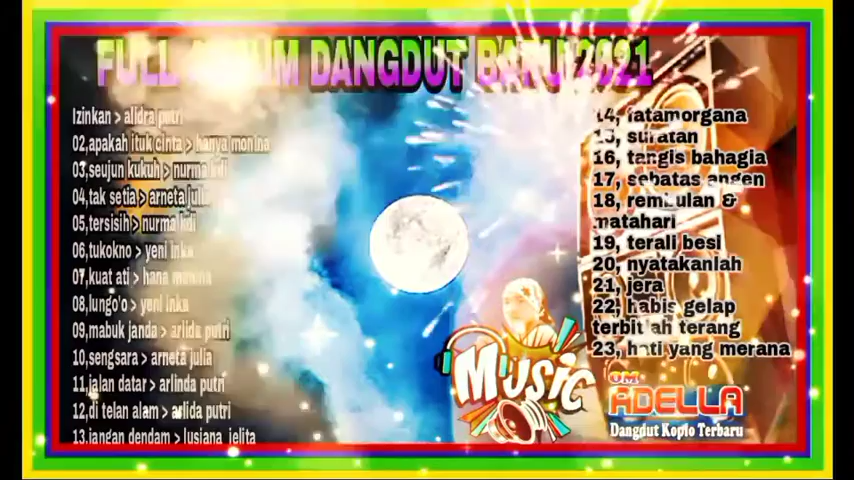 FULL ALBUM DANGDUT BARU 2021
Izinkan > alidra putri
02,apakah ituk cinta > hanya monina
03,seujun kukuh > nurma kdi
04,tak setia > arneta julia
05,tersisih > nurma kdi
06,tukokno > yeni inka
07,kuat ati > hana monina
08,lungo'o > yeni inka
09,mabuk janda > arlida putri
10,sengsara > arneta julia
11,jalan datar > arlinda putri
12,di telan alam > arlida putri
13,jangan dendam > lusiana jelita
14, fatamorgana
15, suratan
16, tangis bahagia
17, sebatas angen
18, rembulan &
matahari
19, terali besi
20, nyatakanlah
21, jera
22, habis gelap
terbitlah terang
23, hati yang merana
MUSIC
OM
ADELLA
Dangdut Koplo Terbaru